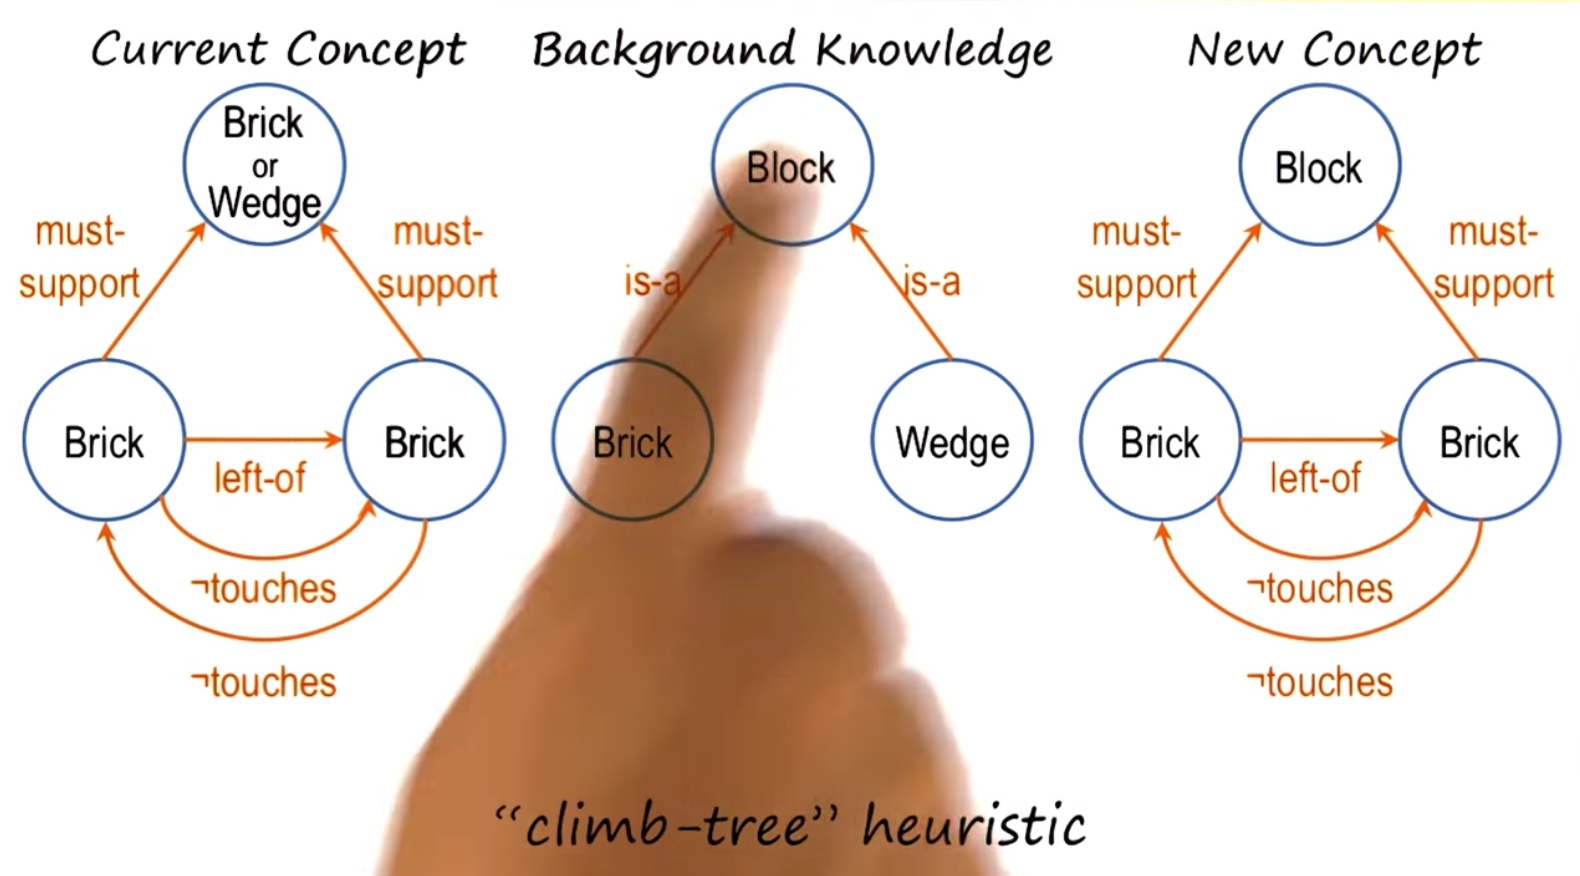 Current Concept
Brick
or
Wedge
must-
support
must-
support
Brick
Brick
left-of
¬touches
¬touches
Background Knowledge
Block
is-a
is-a
Brick
Wedge
New Concept
Block
must-
support
must-
support
Brick
Brick
left-of
¬touches
¬touches
“climb-tree” heuristic